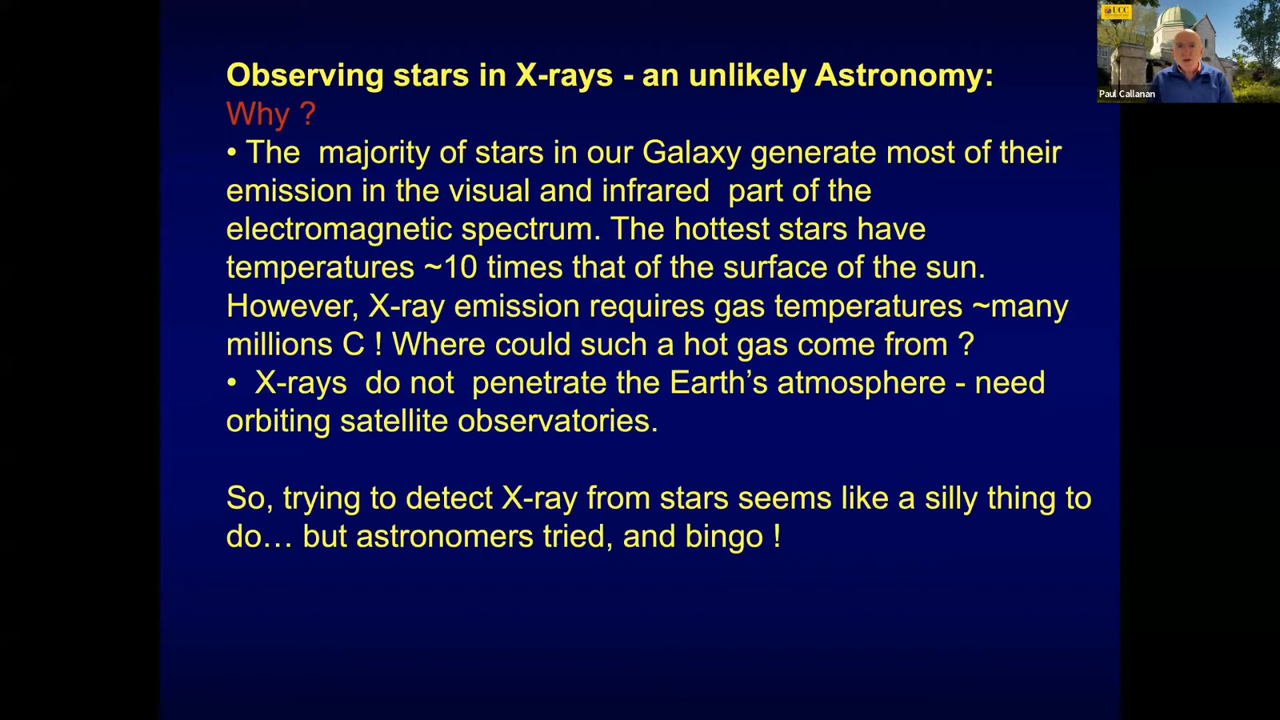 Observing stars in X-rays - an unlikely Astronomy:
Why ?
• The majority of stars in our Galaxy generate most of their
emission in the visual and infrared part of the
electromagnetic spectrum. The hottest stars have
temperatures ~10 times that of the surface of the sun.
However, X-ray emission requires gas temperatures ~many
millions C ! Where could such a hot gas come from ?
• X-rays do not penetrate the Earth's atmosphere - need
orbiting satellite observatories.
So, trying to detect X-ray from stars seems like a silly thing to
do… but astronomers tried, and bingo !
UCC
Paul Callanan